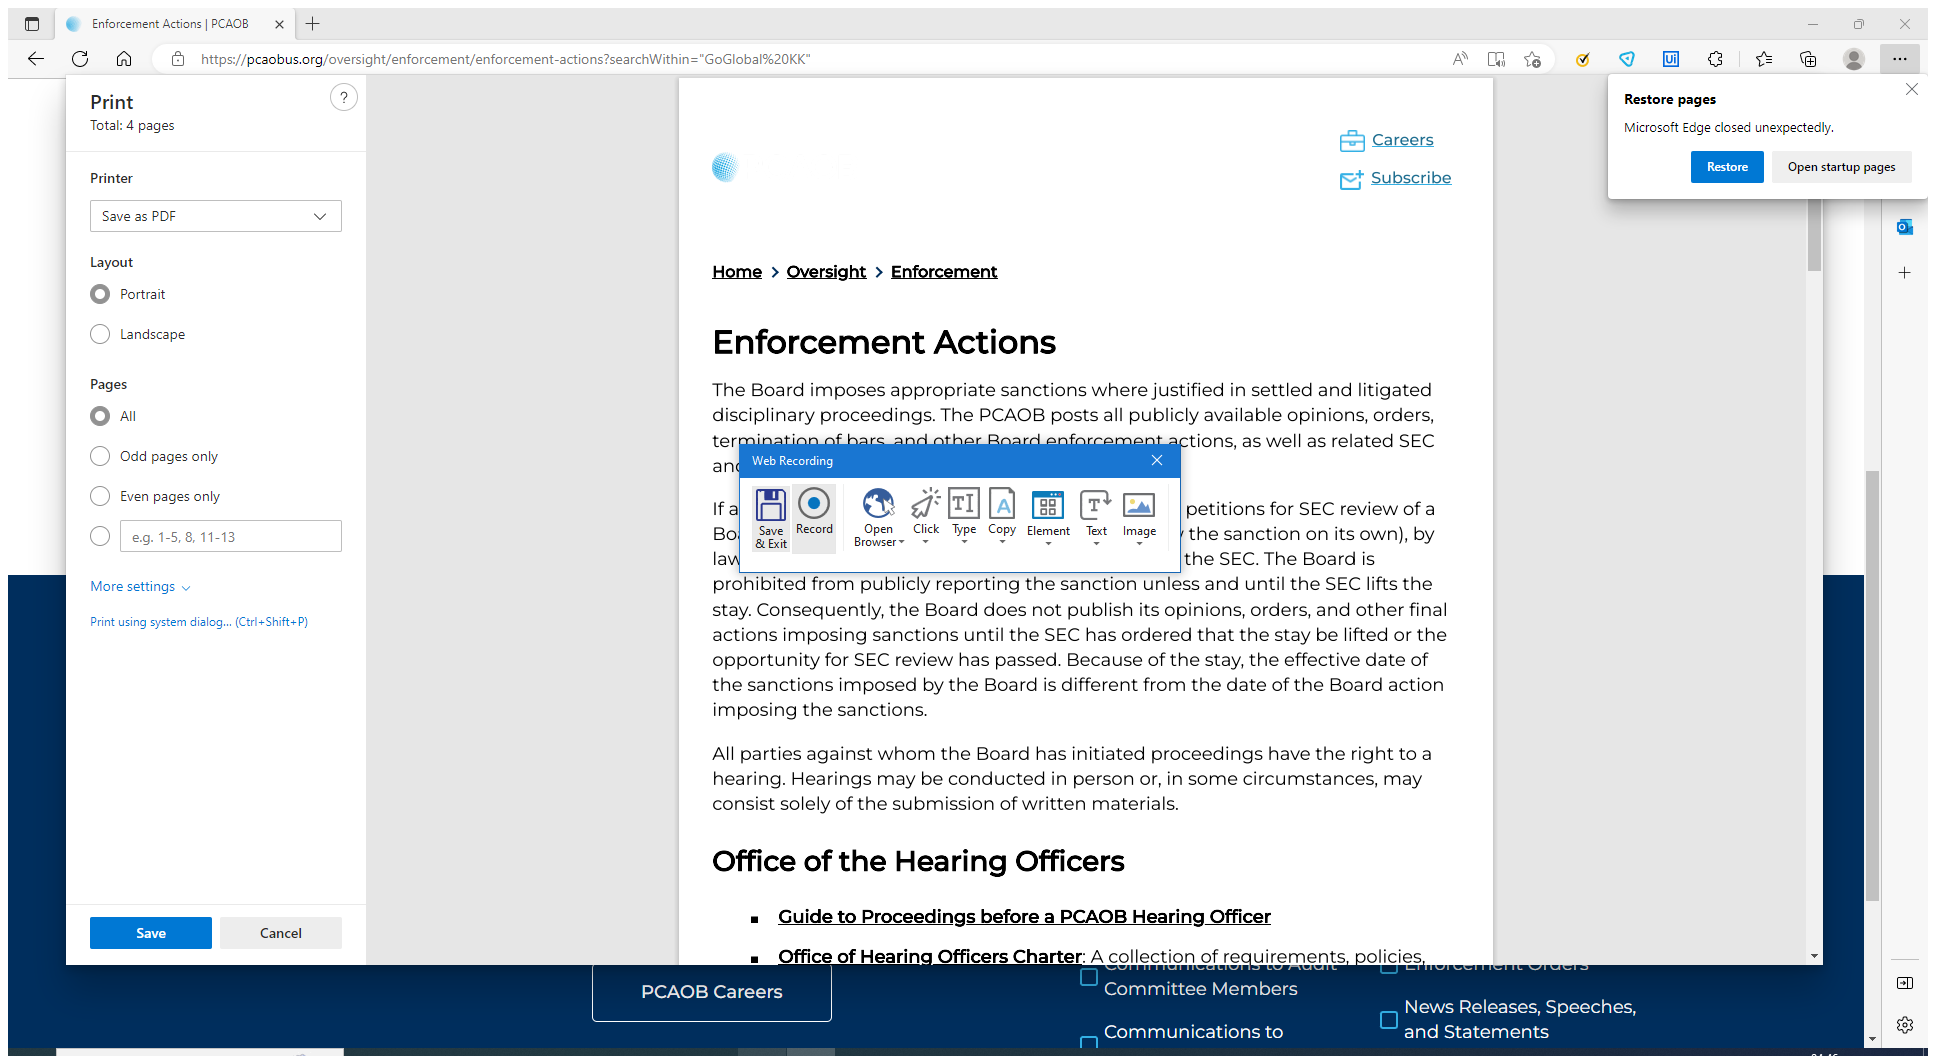 Enforcement Actions | PCAOB
https://pcaobus.org/oversight/enforcement/enforcement-actions?searchWithin="GoGlobal%20KK"
Print
Total: 4 pages
?
Printer
Save as PDF
Layout
Portrait
Landscape
Pages
All
Odd pages only
Even pages only
e.g. 1-5, 8, 11-13
More settings
Print using system dialog... (Ctrl+Shift+P)
Save
Cancel
Careers
Subscribe
Home > Oversight > Enforcement
Enforcement Actions
The Board imposes appropriate sanctions where justified in settled and litigated
disciplinary proceedings. The PCAOB posts all publicly available opinions, orders,
termination of bars, and other Board enforcement actions, as well as related SEC
and
If a
petitions for SEC review of a
the sanction on its own), by
law
the SEC. The Board is
prohibited from publicly reporting the sanction unless and until the SEC lifts the
stay. Consequently, the Board does not publish its opinions, orders, and other final
actions imposing sanctions until the SEC has ordered that the stay be lifted or the
opportunity for SEC review has passed. Because of the stay, the effective date of
the sanctions imposed by the Board is different from the date of the Board action
imposing the sanctions.
All parties against whom the Board has initiated proceedings have the right to a
hearing. Hearings may be conducted in person or, in some circumstances, may
consist solely of the submission of written materials.
Office of the Hearing Officers
Guide to Proceedings before a PCAOB Hearing Officer
Office of Hearing Officers Charter: A collection of requirements, policies,
Web Recording
Save
& Exit
Record
Open
Browser
Click
Type
Copy
Element
Text
Image
Restore pages
Microsoft Edge closed unexpectedly.
Restore
Open startup pages
PCAOB Careers
Communications to Audit
Committee Members
Communications to
Enforcement Orders
News Releases, Speeches,
and Statements